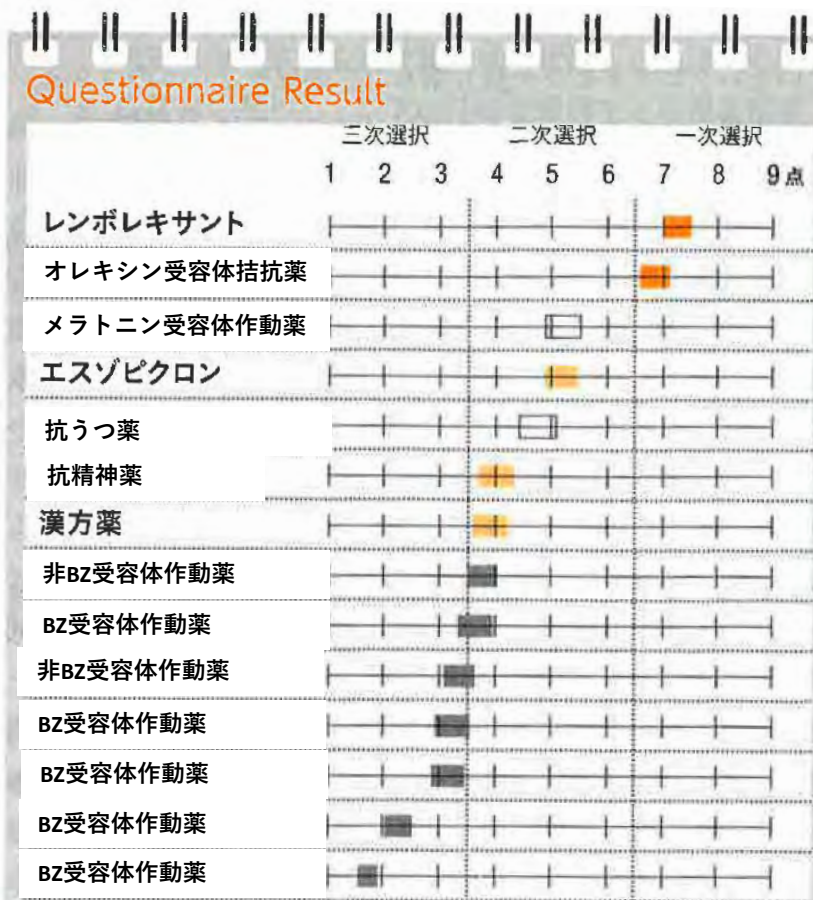 Questionnaire Result
三次選択 二次選択 一次選択
1 2 3 4 5 6 7 8 9点
レンボレキサント
オレキシン受容体拮抗薬
メラトニン受容体作動薬
エスゾピクロン
抗うつ薬
抗精神薬
漢方薬
非BZ受容体作動薬
BZ受容体作動薬
非BZ受容体作動薬
BZ受容体作動薬
BZ受容体作動薬
BZ受容体作動薬
BZ受容体作動薬